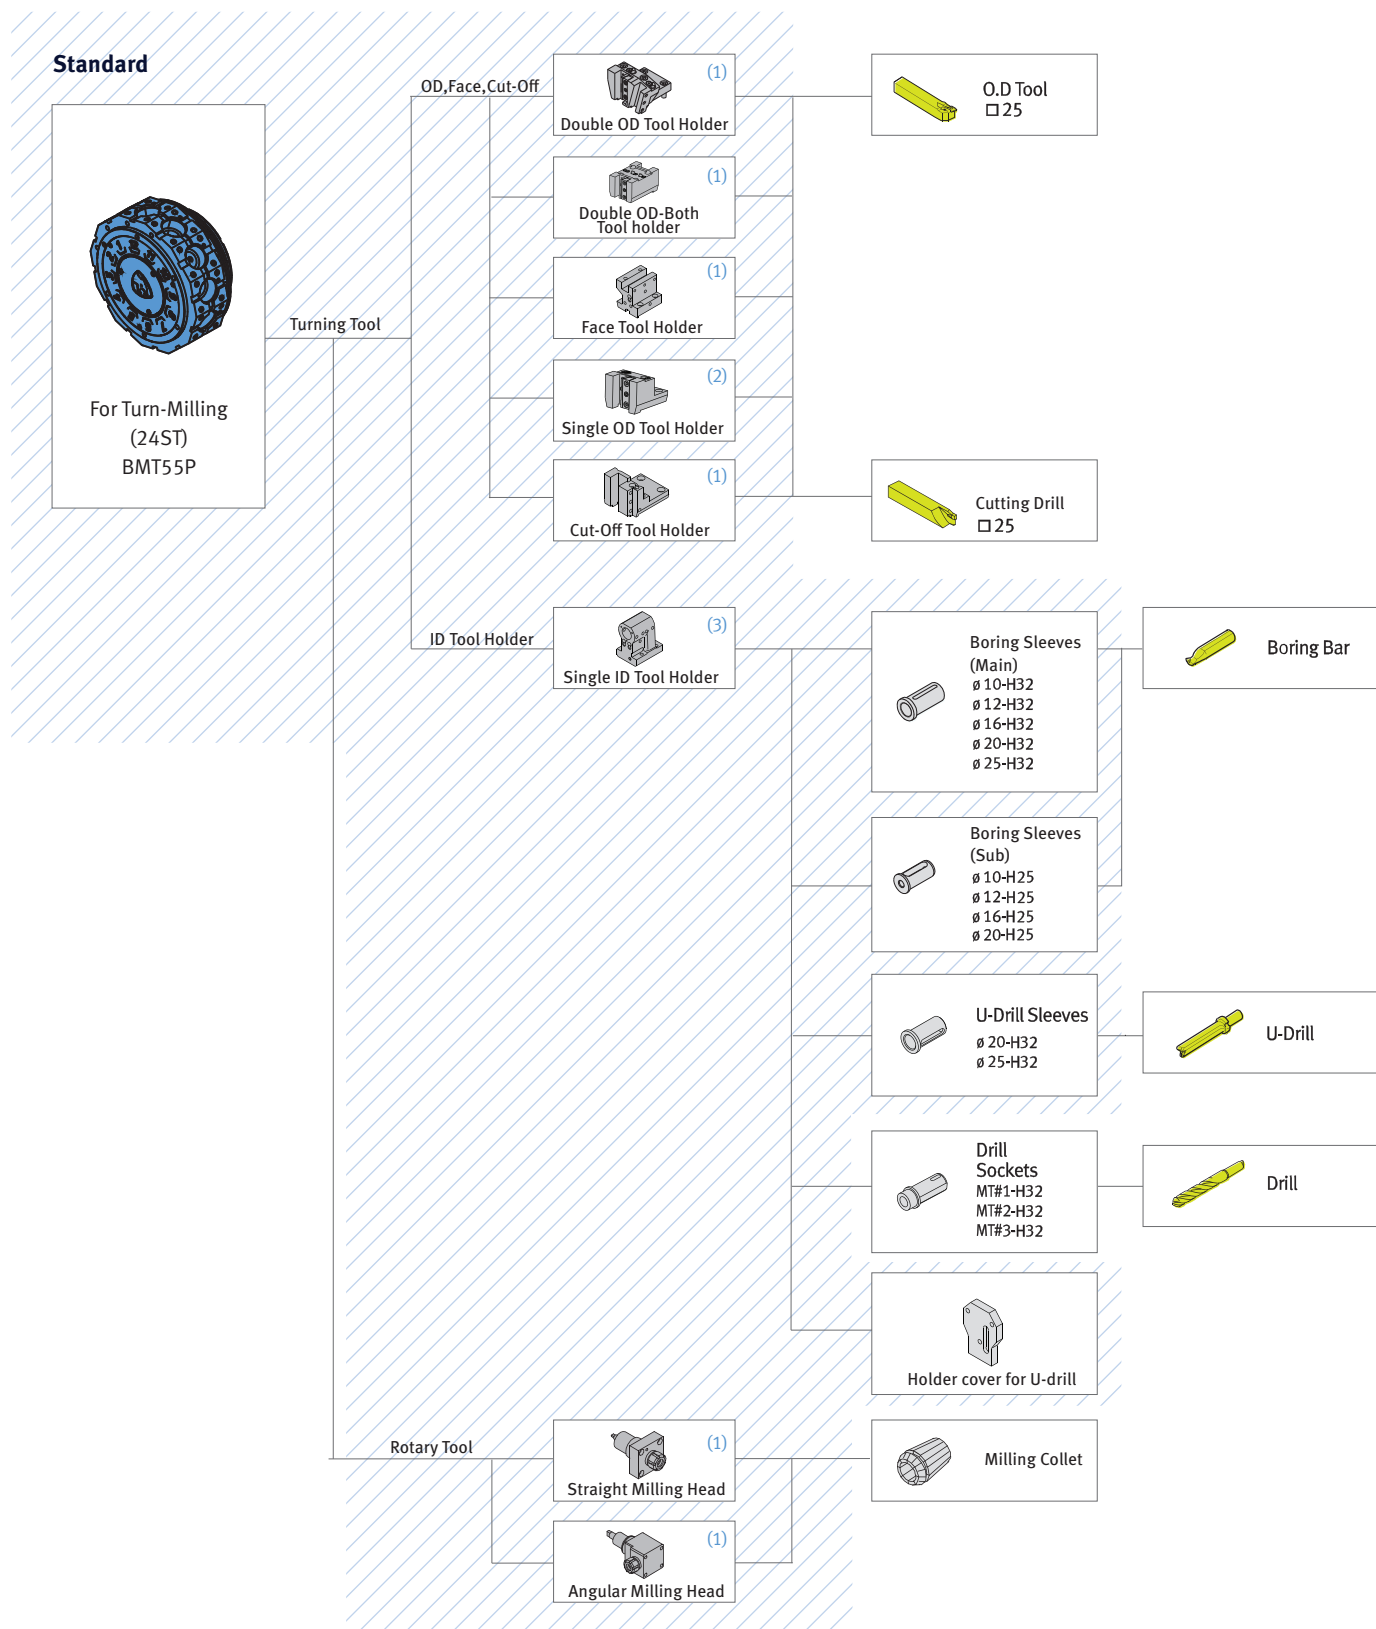 Standard
For Turn-Milling
(24ST)
BMT55P
Turning Tool
OD,Face,Cut-Off
(1)
Double OD Tool Holder
(1)
Double OD-Both
Tool holder
(1)
Face Tool Holder
(2)
Single OD Tool Holder
(1)
Cut-Off Tool Holder
O.D Tool
□25
Cutting Drill
□25
ID Tool Holder
(3)
Single ID Tool Holder
Boring Sleeves
(Main)
ø 10-H32
ø 12-H32
ø 16-H32
ø 20-H32
ø 25-H32
Boring Bar
Boring Sleeves
(Sub)
ø 10-H25
ø 12-H25
ø 16-H25
ø 20-H25
U-Drill Sleeves
ø 20-H32
ø 25-H32
U-Drill
Drill
Sockets
MT#1-H32
MT#2-H32
MT#3-H32
Drill
Holder cover for U-drill
Rotary Tool
(1)
Straight Milling Head
(1)
Angular Milling Head
Milling Collet